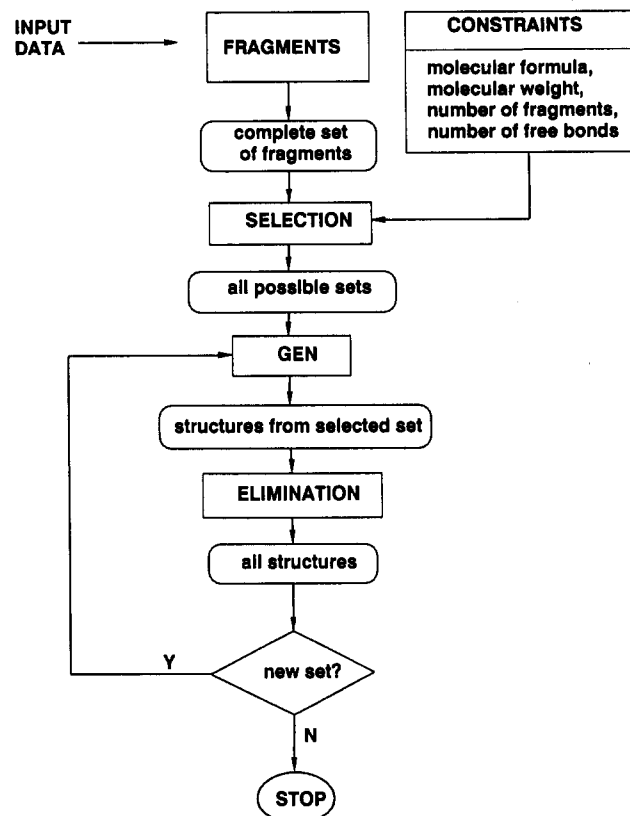 INPUT
DATA
FRAGMENTS
CONSTRAINTS
molecular formula,
molecular weight,
number of fragments,
number of free bonds
complete set
of fragments
SELECTION
all possible sets
GEN
structures from selected set
ELIMINATION
all structures
Y
new set?
N
STOP